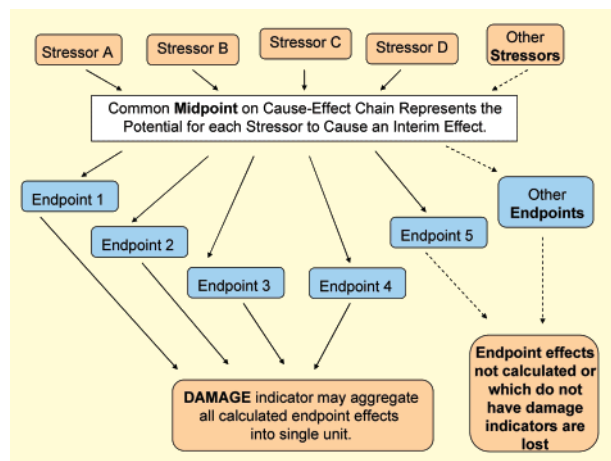 Stressor A
Stressor B
Stressor C
Stressor D
Other
Stressors
Common Midpoint on Cause-Effect Chain Represents the
Potential for each Stressor to Cause an Interim Effect.
Endpoint 1
Endpoint 2
Endpoint 3
Endpoint 4
Endpoint 5
Other
Endpoints
DAMAGE indicator may aggregate
all calculated endpoint effects
into single unit.
Endpoint effects
not calculated or
which do not
have damage
indicators are
lost